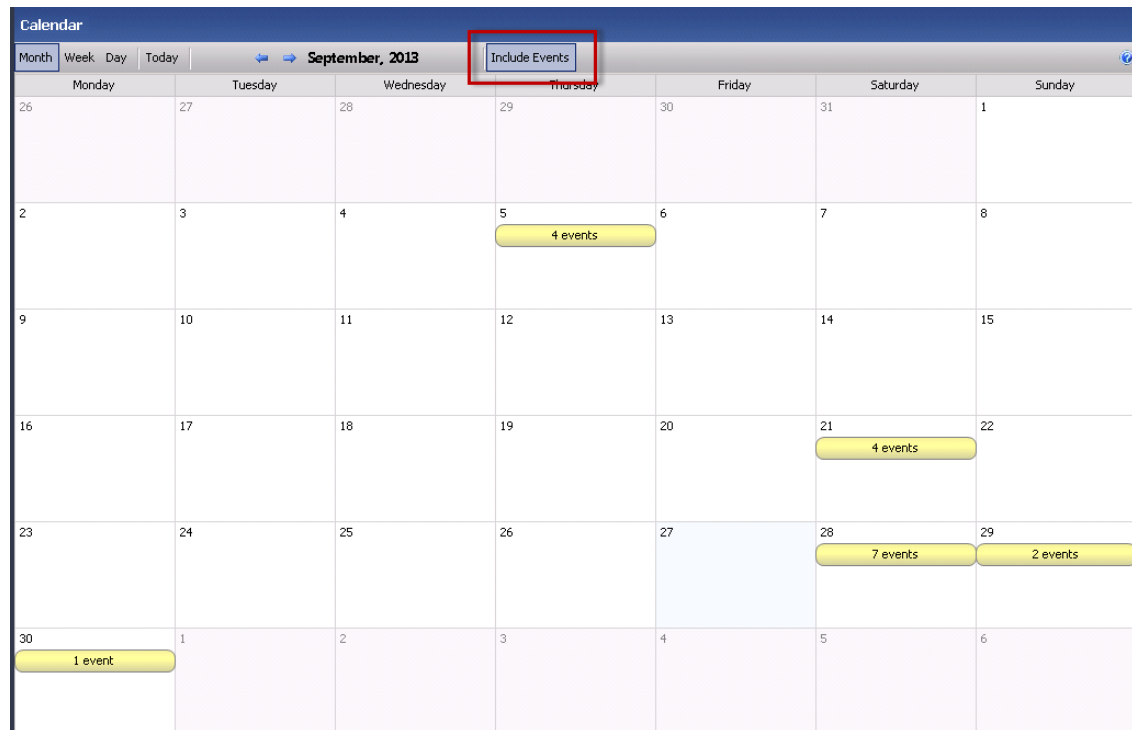 Calendar
Month Week Day Today September, 2013 Include Events
Monday Tuesday Wednesday Thursday Friday Saturday Sunday
26 27 28 29 30 31 1
2 3 4 5 6 7 8
4 events
9 10 11 12 13 14 15
16 17 18 19 20 21 22
4 events
23 24 25 26 27 28 29
7 events 2 events
30 1 2 3 4 5 6
1 event